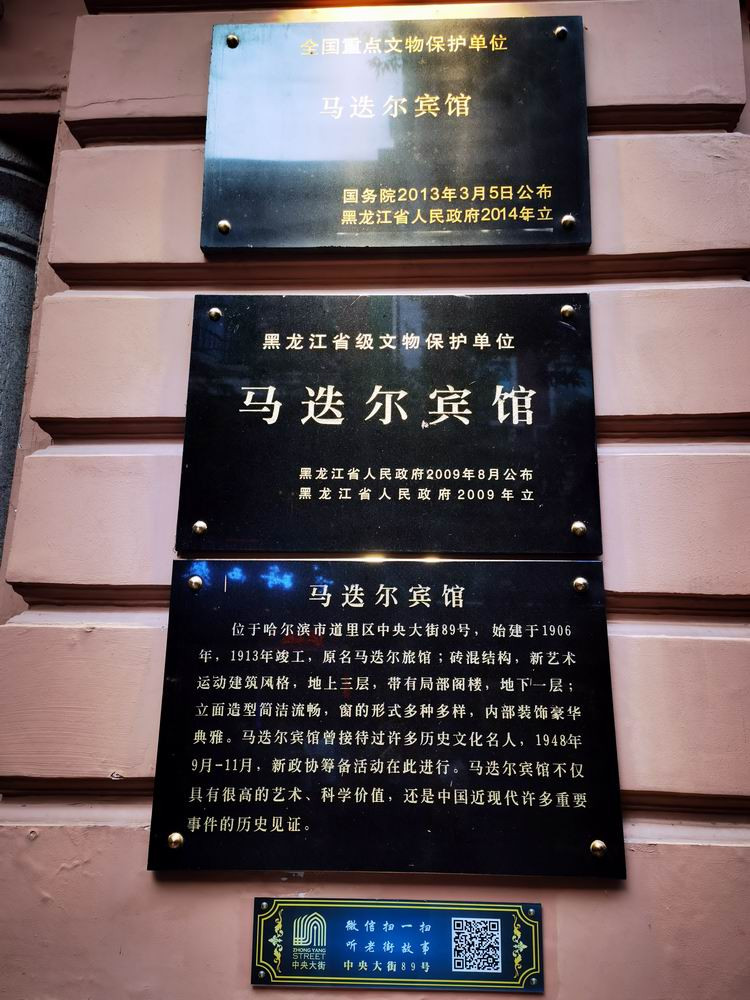 全国重点文物保护单位
马迭尔宾馆
国务院2013年3月5日公布
黑龙江省人民政府2014年立
黑龙江省级文物保护单位
马迭尔宾馆
黑龙江省人民政府2009年8月公布
黑龙江省人民政府2009年立
马迭尔宾馆
位于哈尔滨市道里区中央大街89号，始建于1906
年，1913年竣工，原名马迭尔旅馆；砖混结构，新艺术
运动建筑风格，地上三层，带有局部阁楼，地下一层；
立面造型简洁流畅，窗的形式多种多样，内部装饰豪华
典雅。马迭尔宾馆曾接待过许多历史文化名人，1948年
9月-11月，新政协筹备活动在此进行。马迭尔宾馆不仅
具有很高的艺术、科学价值，还是中国近现代许多重要
事件的历史见证。
ZHONG YANG
STREET
中央大街
微信扫一扫
听老街故事
中央大街89号